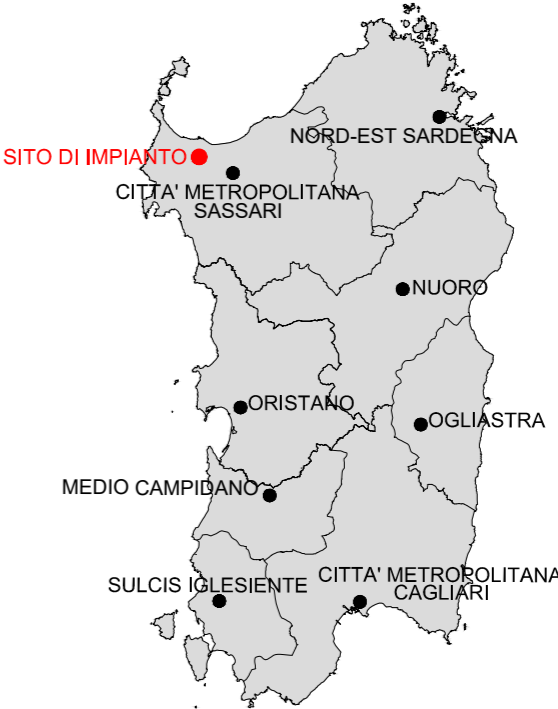 NORD-EST SARDEGNA
SITO DI IMPIANTO
CITTA' METROPOLITANA
SASSARI
NUORO
ORISTANO
OGLIASTRA
MEDIO CAMPIDANO
SULCIS IGLESIENTE
CITTA' METROPOLITANA
CAGLIARI